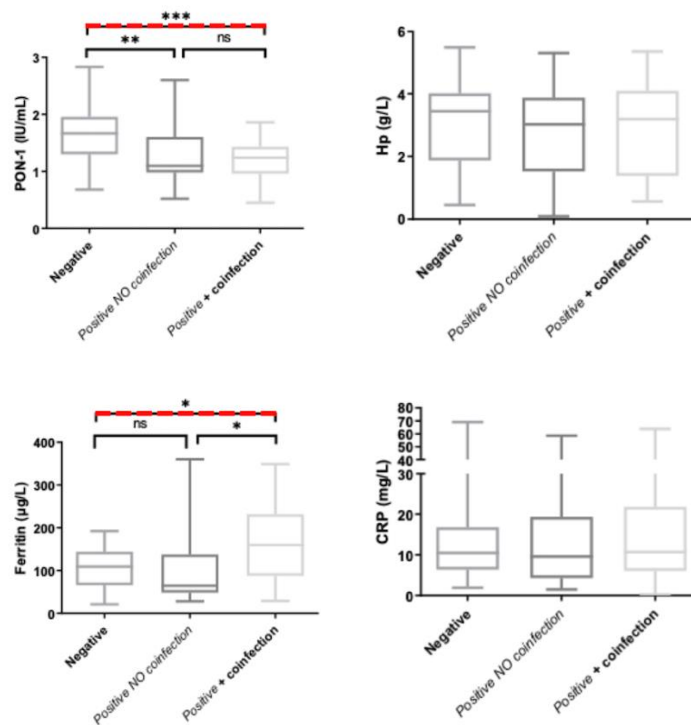 ***
**
ns
PON-1 (IU/mL)
3
2
1
0
Negative
Positive NO coinfection
Positive + coinfection
Hp (g/L)
6
4
2
0
Negative
Positive NO coinfection
Positive + coinfection
*
ns
*
Ferritin (µg/L)
400
300
200
100
0
Negative
Positive NO coinfection
Positive + coinfection
CRP (mg/L)
80
70
60
50
40
30
20
10
0
Negative
Positive NO coinfection
Positive + coinfection